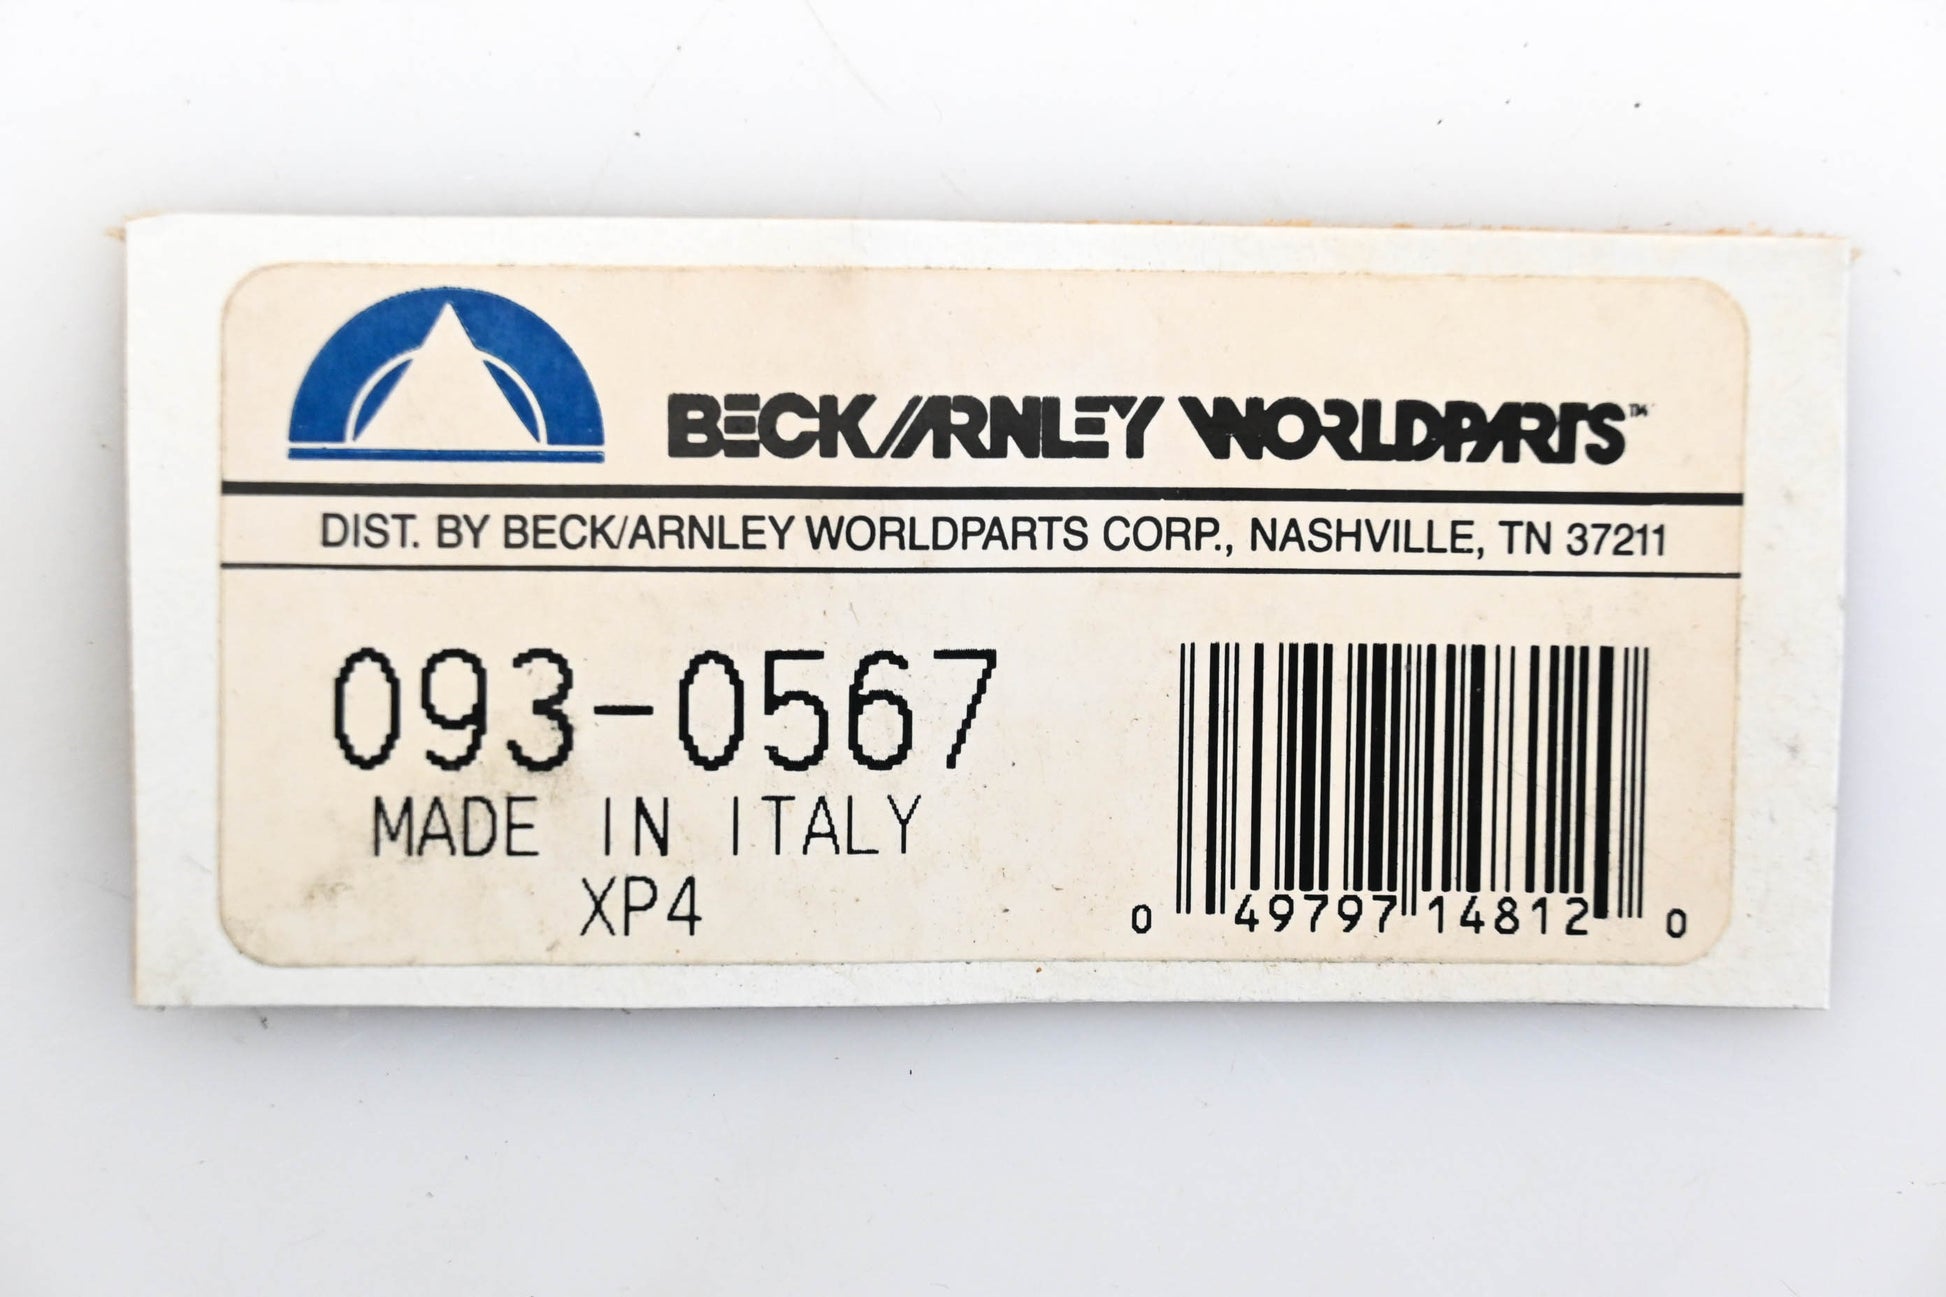 BECK/ARNLEY WORLDPARTS™
DIST. BY BECK/ARNLEY WORLDPARTS CORP., NASHVILLE, TN 37211
093-0567
MADE IN ITALY
XP4
0 49797 14812 0